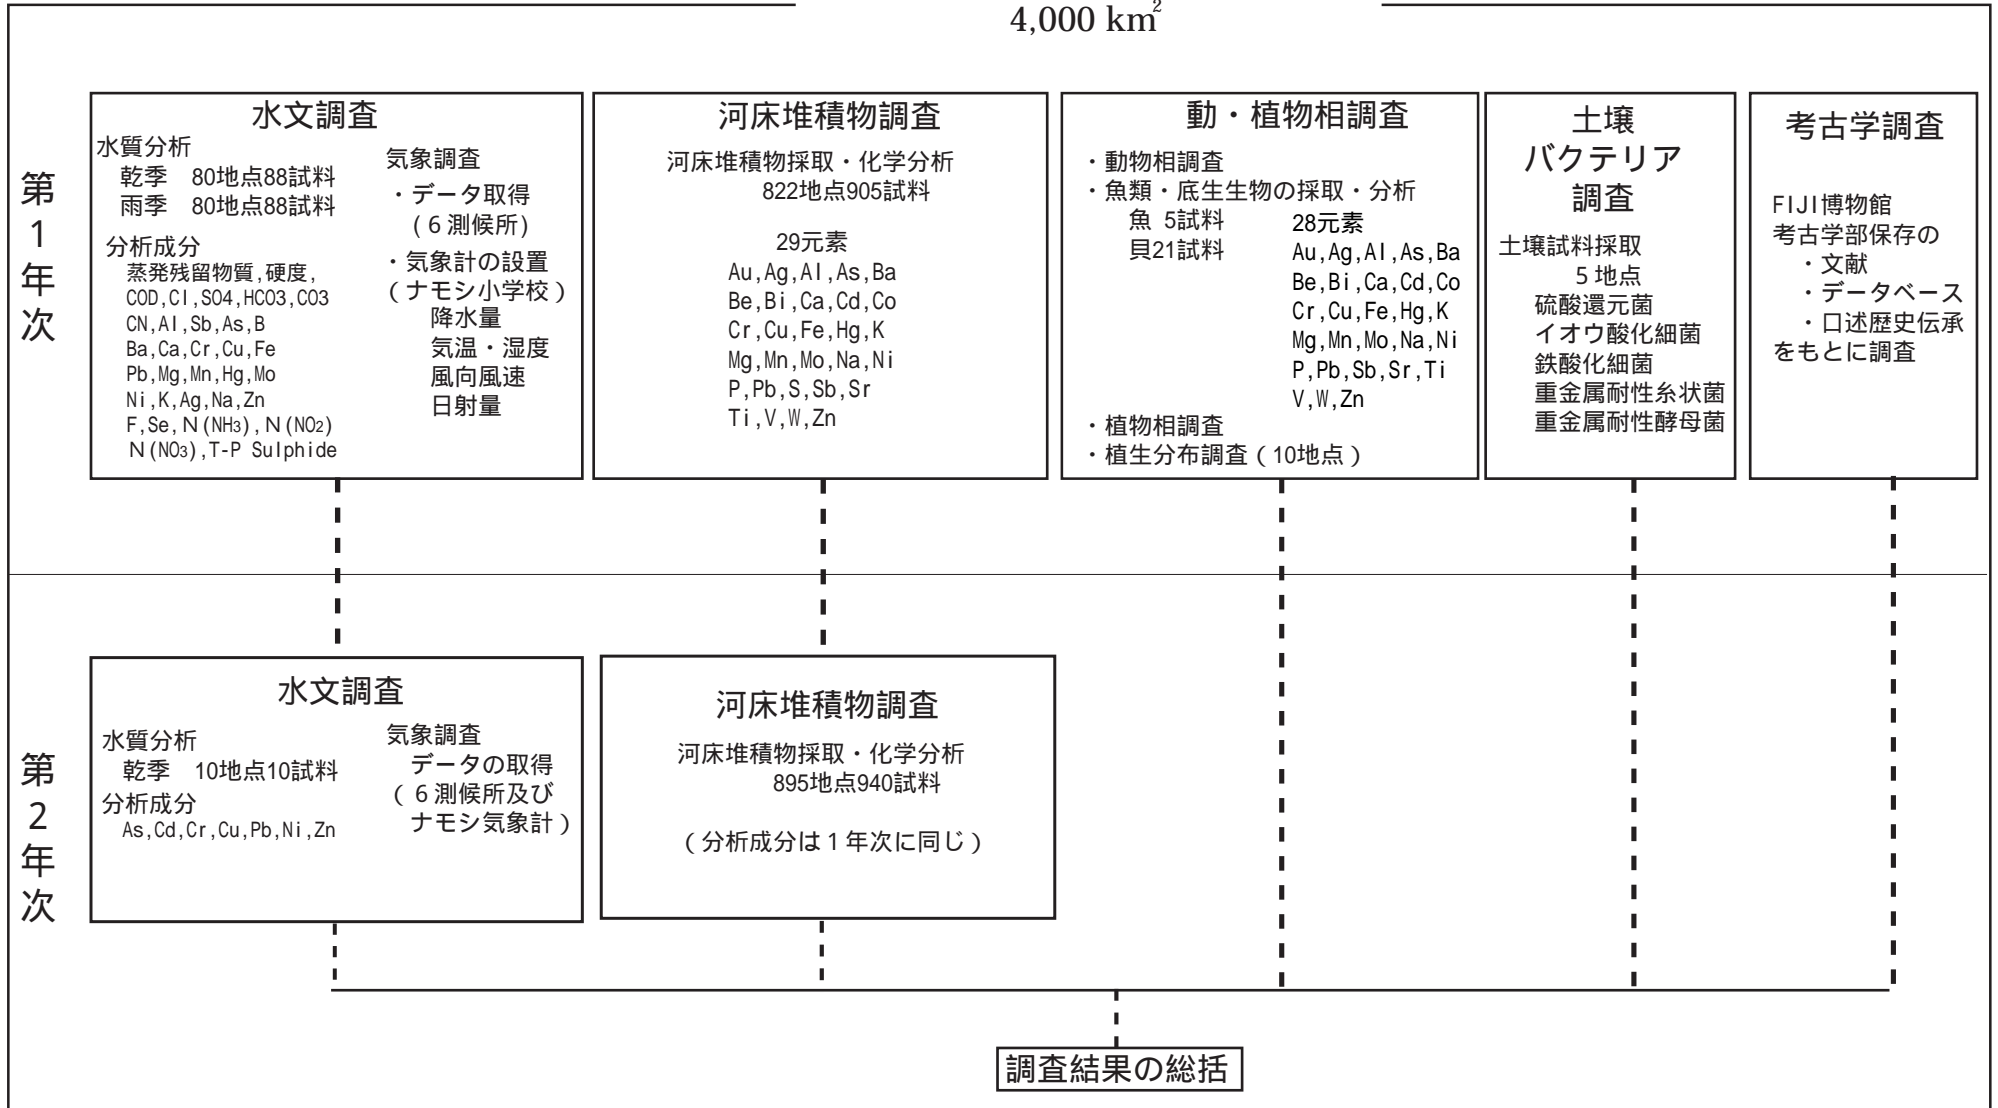 4,000 km²
第1年次
水文調査
水質分析
乾季 80地点88試料
雨季 80地点88試料
分析成分
蒸発残留物質,硬度,
COD,Cl,SO4,HCO3,CO3
CN,Al,Sb,As,B
Ba,Ca,Cr,Cu,Fe
Pb,Mg,Mn,Hg,Mo
Ni,K,Ag,Na,Zn
F,Se,N(NH3),N(NO2)
N(NO3),T-P Sulphide
気象調査
・データ取得
(6測候所)
・気象計の設置
(ナモシ小学校)
降水量
気温・湿度
風向風速
日射量
河床堆積物調査
河床堆積物採取・化学分析
822地点905試料
29元素
Au,Ag,Al,As,Ba
Be,Bi,Ca,Cd,Co
Cr,Cu,Fe,Hg,K
Mg,Mn,Mo,Na,Ni
P,Pb,S,Sb,Sr
Ti,V,W,Zn
動・植物相調査
・動物相調査
・魚類・底生生物の採取・分析
魚 5試料
貝21試料
28元素
Au,Ag,Al,As,Ba
Be,Bi,Ca,Cd,Co
Cr,Cu,Fe,Hg,K
Mg,Mn,Mo,Na,Ni
P,Pb,Sb,Sr,Ti
V,W,Zn
・植物相調査
・植生分布調査(10地点)
土壌
バクテリア
調査
土壌試料採取
5地点
硫酸還元菌
イオウ酸化細菌
鉄酸化細菌
重金属耐性糸状菌
重金属耐性酵母菌
考古学調査
FIJI博物館
考古学部保存の
・文献
・データベース
・口述歴史伝承
をもとに調査
第2年次
水文調査
水質分析
乾季 10地点10試料
分析成分
As,Cd,Cr,Cu,Pb,Ni,Zn
気象調査
データの取得
(6測候所及び
ナモシ気象計)
河床堆積物調査
河床堆積物採取・化学分析
895地点940試料
(分析成分は1年次に同じ)
調査結果の総括